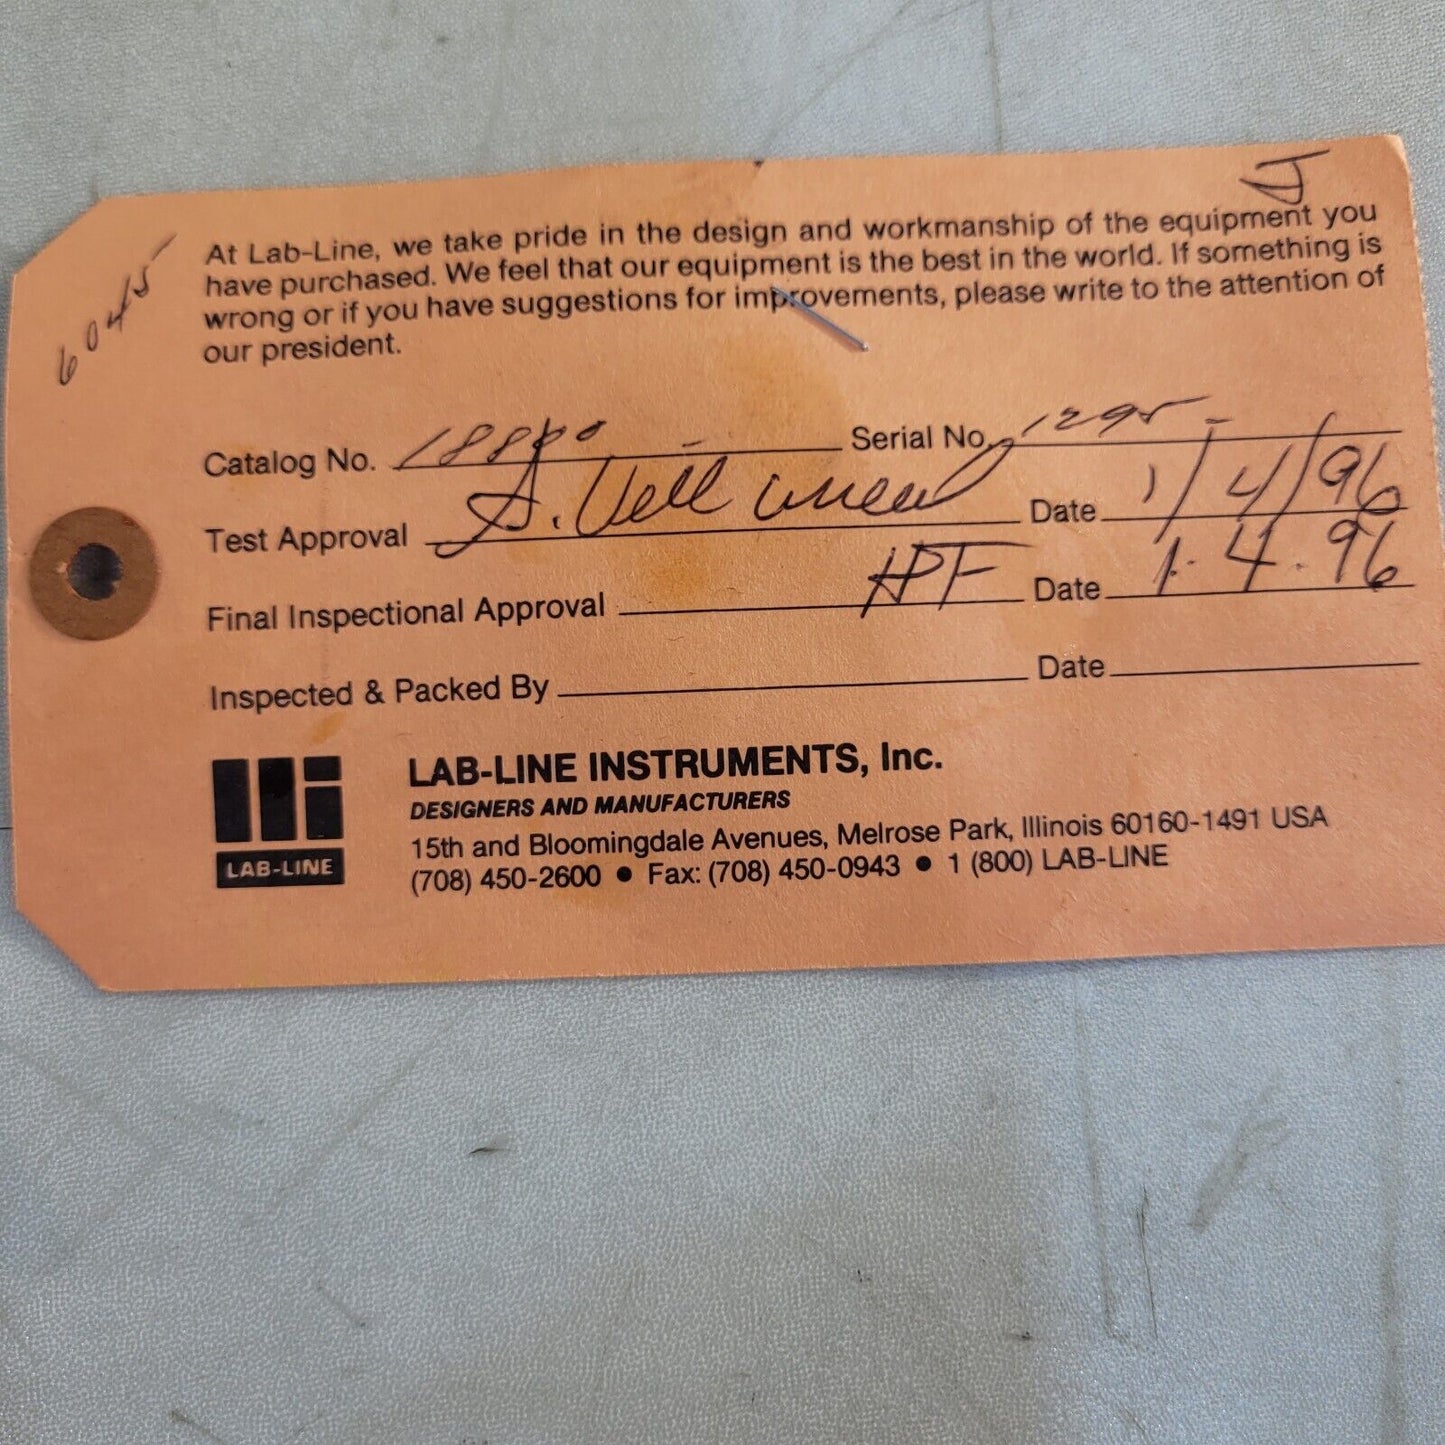 60415
At Lab-Line, we take pride in the design and workmanship of the equipment you
have purchased. We feel that our equipment is the best in the world. If something is
wrong or if you have suggestions for improvements, please write to the attention of
our president.
Catalog No. 18880 Serial No. 1295-
Test Approval Date 1/4/96
Final Inspectional Approval HPF Date 1.4.96
Inspected & Packed By Date
LAB-LINE
LAB-LINE INSTRUMENTS, Inc.
DESIGNERS AND MANUFACTURERS
15th and Bloomingdale Avenues, Melrose Park, Illinois 60160-1491 USA
(708) 450-2600 ● Fax: (708) 450-0943 ● 1 (800) LAB-LINE